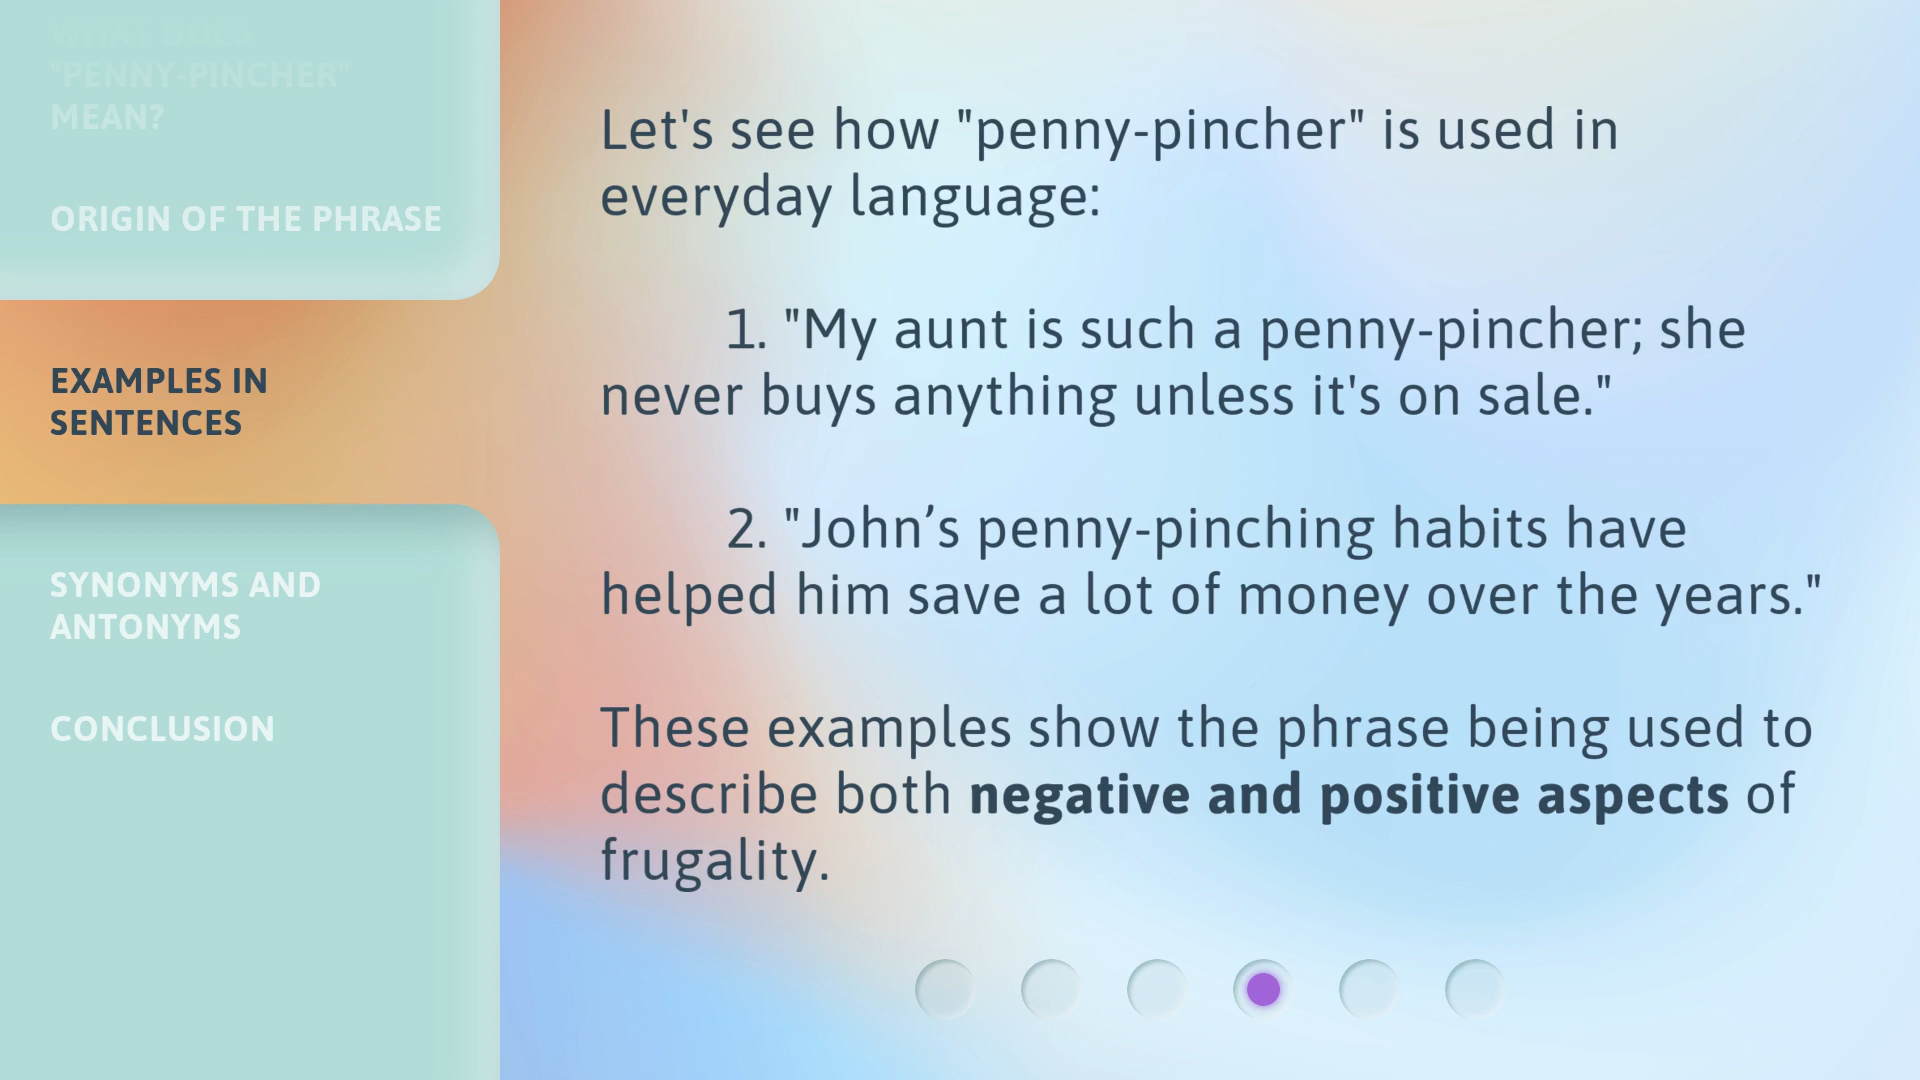 WHAT DOES
"PENNY-PINCHER"
MEAN?
ORIGIN OF THE PHRASE
EXAMPLES IN
SENTENCES
SYNONYMS AND
ANTONYMS
CONCLUSION
Let's see how "penny-pincher" is used in
everyday language:
1. "My aunt is such a penny-pincher; she
never buys anything unless it's on sale."
2. "John’s penny-pinching habits have
helped him save a lot of money over the years."
These examples show the phrase being used to
describe both negative and positive aspects of
frugality.